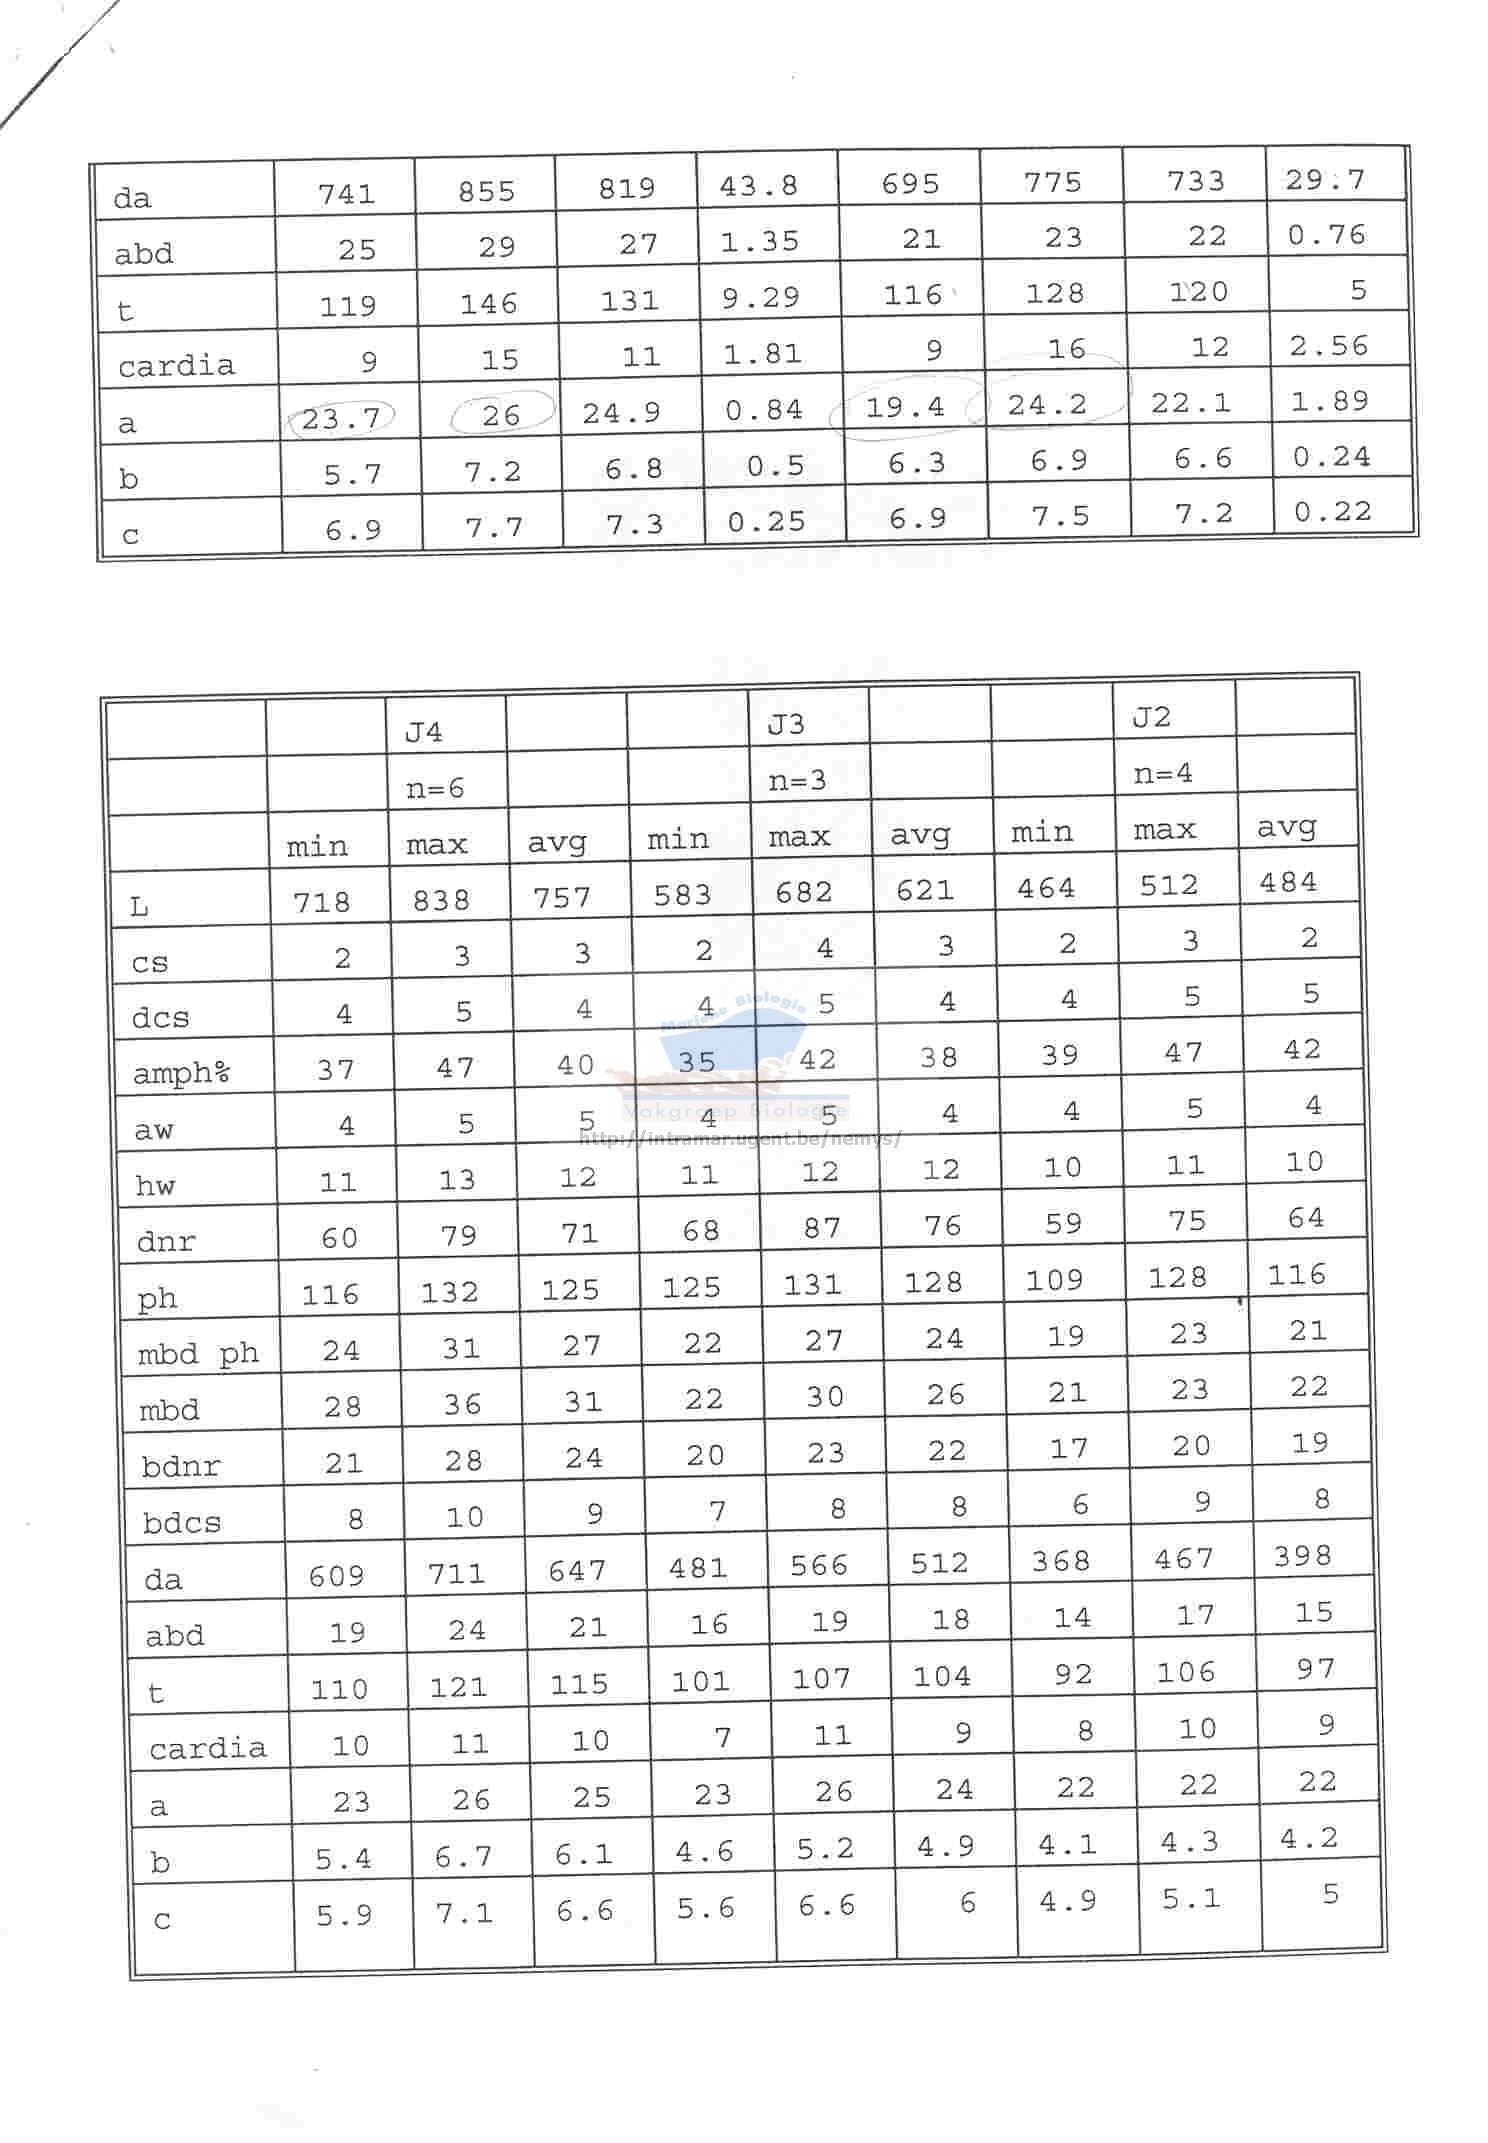 da 741 855 819 43.8 695 775 733 29.7
abd 25 29 27 1.35 21 23 22 0.76
t 119 146 131 9.29 116 128 120 5
cardia 9 15 11 1.81 9 16 12 2.56
a 23.7 26 24.9 0.84 19.4 24.2 22.1 1.89
b 5.7 7.2 6.8 0.5 6.3 6.9 6.6 0.24
c 6.9 7.7 7.3 0.25 6.9 7.5 7.2 0.22
J4 J3 J2
n=6 n=3 n=4
min max avg min max avg min max avg
L 718 838 757 583 682 621 464 512 484
cs 2 3 3 2 4 3 2 3 2
dcs 4 5 4 4 5 4 4 5 5
Mariene Biologie
amph% 37 47 40 35 42 38 39 47 42
aw 4 5 5 4 5 4 4 5 4
Vakgroep Biologie
http://intramar.ugent.be/nemys/
hw 11 13 12 11 12 12 10 11 10
dnr 60 79 71 68 87 76 59 75 64
ph 116 132 125 125 131 128 109 128 116
mbd ph 24 31 27 22 27 24 19 23 21
mbd 28 36 31 22 30 26 21 23 22
bdnr 21 28 24 20 23 22 17 20 19
bdcs 8 10 9 7 8 8 6 9 8
da 609 711 647 481 566 512 368 467 398
abd 19 24 21 16 19 18 14 17 15
t 110 121 115 101 107 104 92 106 97
cardia 10 11 10 7 11 9 8 10 9
a 23 26 25 23 26 24 22 22 22
b 5.4 6.7 6.1 4.6 5.2 4.9 4.1 4.3 4.2
c 5.9 7.1 6.6 5.6 6.6 6 4.9 5.1 5